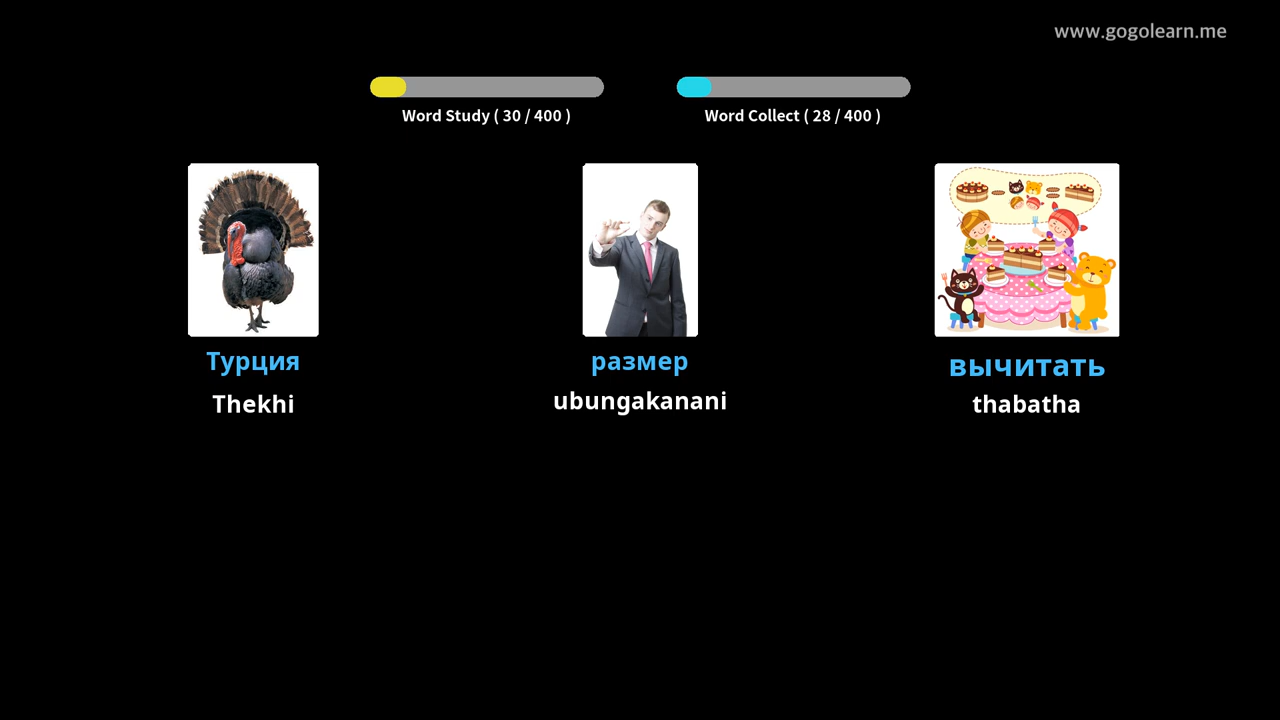 www.gogolearn.me
Word Study ( 30 / 400 )
Word Collect ( 28 / 400 )
Турция
размер
вычитать
Thekhi
ubungakanani
thabatha